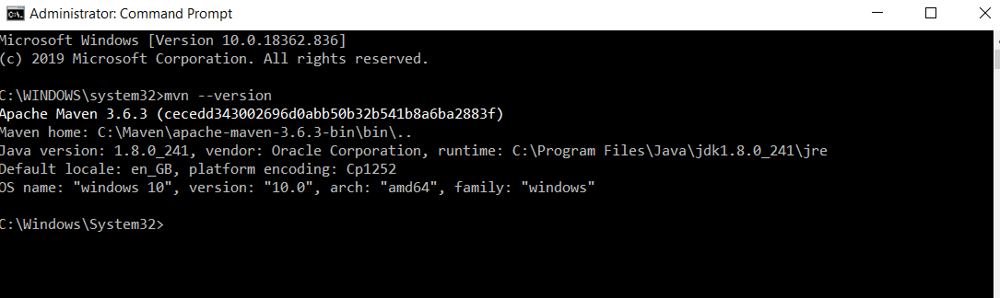 Administrator: Command Prompt
Microsoft Windows [Version 10.0.18362.836]
(c) 2019 Microsoft Corporation. All rights reserved.
C:\WINDOWS\system32>mvn --version
Apache Maven 3.6.3 (cecedd343002696d0abb50b32b541b8a6ba2883f)
Maven home: C:\Maven\apache-maven-3.6.3-bin\bin\..
Java version: 1.8.0_241, vendor: Oracle Corporation, runtime: C:\Program Files\Java\jdk1.8.0_241\jre
Default locale: en_GB, platform encoding: Cp1252
OS name: "windows 10", version: "10.0", arch: "amd64", family: "windows"
C:\Windows\System32>